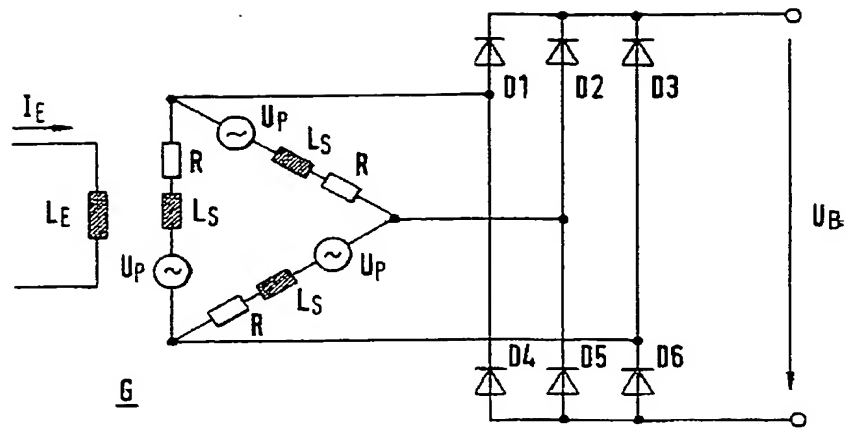 D1 D2 D3
I_E
U_P
L_S
R
R
L_E
L_S
U_B=
U_P
U_P
L_S
R
D4 D5 D6
G